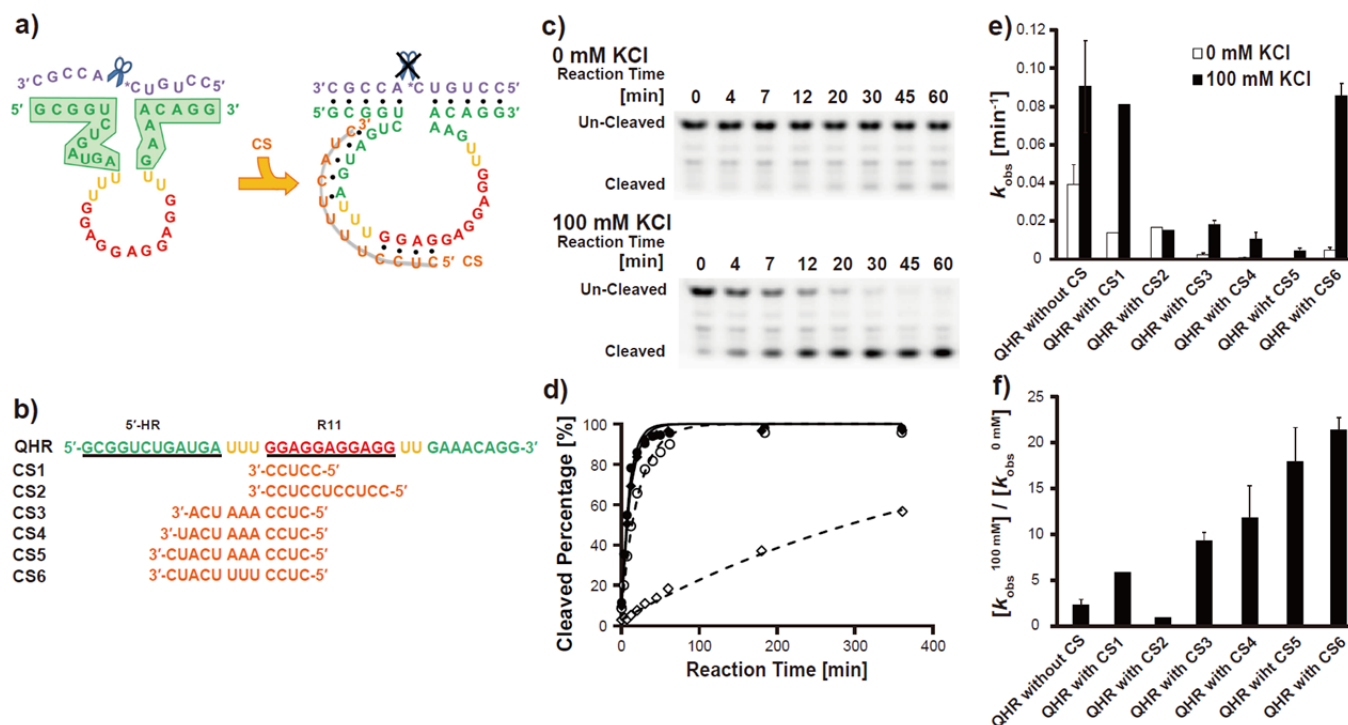 a)
3′CGCCA *CUGUCC5′
5′ GCGGU ACAGG 3′
C A
U A
G A
A U G A G
U U
U U
U
G G
G A
A G
G G
G A
A G G
CS
3′CGCCA *CUGUCC5′
5′GCGGU ACAGG3′
CS
b)
5′-HR R11
QHR 5′-GCGGUCUGAUGA UUU GGAGGAGGAGG UU GAAACAGG-3′
CS1 3′-CCUCC-5′
CS2 3′-CCUCCUCCUCC-5′
CS3 3′-ACU AAA CCUC-5′
CS4 3′-UACU AAA CCUC-5′
CS5 3′-CUACU AAA CCUC-5′
CS6 3′-CUACU UUU CCUC-5′
c)
0 mM KCl
Reaction Time
[min] 0 4 7 12 20 30 45 60
Un-Cleaved
Cleaved
100 mM KCl
Reaction Time
[min] 0 4 7 12 20 30 45 60
Un-Cleaved
Cleaved
d)
Cleaved Percentage [%]
100
80
60
40
20
0
0 100 200 300 400
Reaction Time [min]
e)
kobs [min⁻¹]
0.12
0.10
0.08
0.06
0.04
0.02
0
0 mM KCl
100 mM KCl
QHR without CS
QHR with CS1
QHR with CS2
QHR with CS3
QHR with CS4
QHR wiht CS5
QHR with CS6
f)
[kobs 100 mM] / [kobs 0 mM]
25
20
15
10
5
0
QHR without CS
QHR with CS1
QHR with CS2
QHR with CS3
QHR with CS4
QHR wiht CS5
QHR with CS6